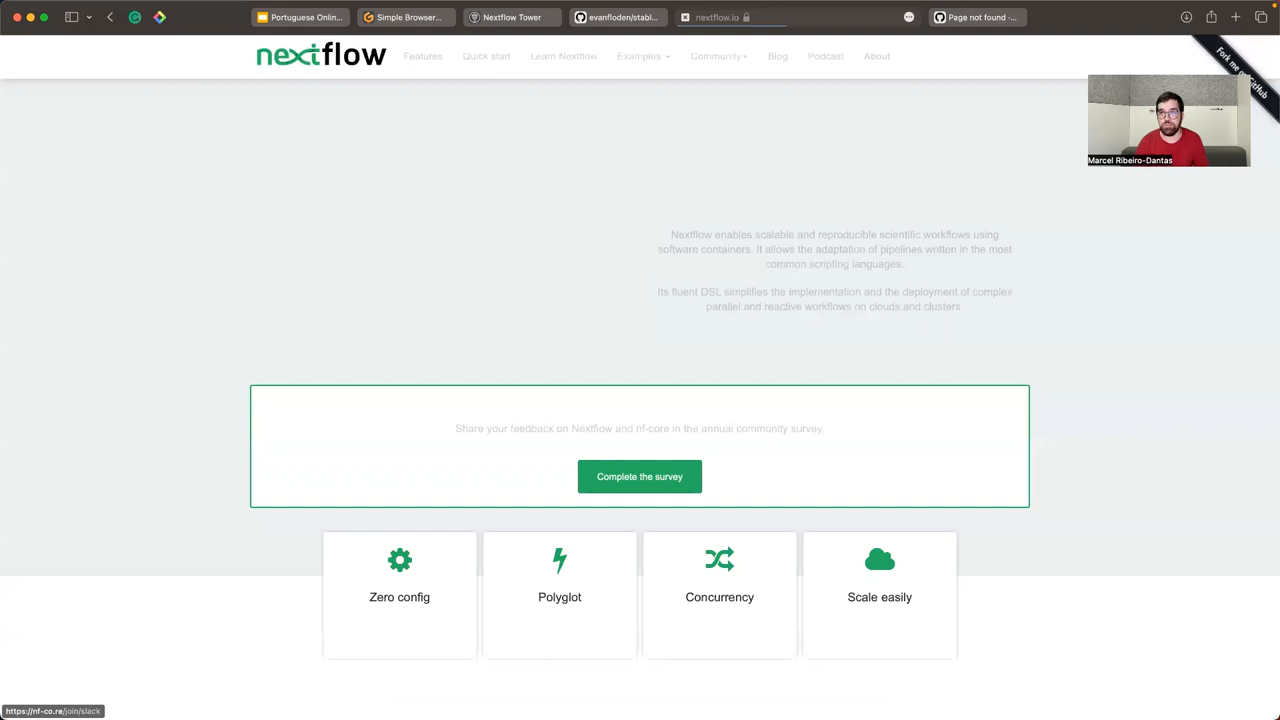 Portuguese Onlin...
Simple Browser...
Nextflow Tower
evanfloden/stabl...
nextflow.io
Page not found -...
nextflow
Features
Quick start
Learn Nextflow
Examples
Community
Blog
Podcast
About
Fork me on GitHub
Marcel Ribeiro-Dantas
Nextflow enables scalable and reproducible scientific workflows using
software containers. It allows the adaptation of pipelines written in the most
common scripting languages.
Its fluent DSL simplifies the implementation and the deployment of complex
parallel and reactive workflows on clouds and clusters
Share your feedback on Nextflow and nf-core in the annual community survey
Complete the survey
Zero config
Polyglot
Concurrency
Scale easily
https://nf-co.re/join/slack